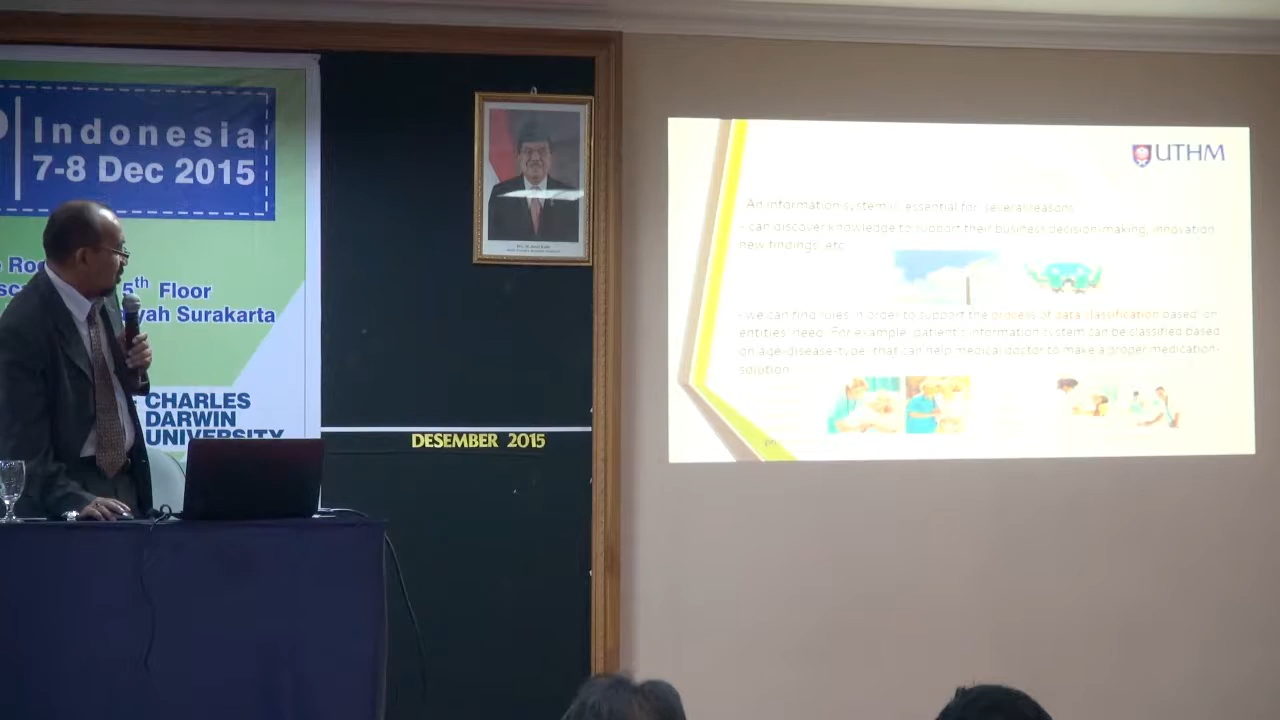 Indonesia
7-8 Dec 2015
5th Floor
yah Surakarta
CHARLES
DARWIN
UNIVERSITY
DESEMBER 2015
UTHM
An information system is essential for several reasons
- can discover knowledge to support their business decision making, innovation
new findings, etc
- we can find rules in order to support the process of data classification based on
entities need. For example, patient's information system can be classified based
on age-disease-type, that can help medical doctor to make a proper medication
solution